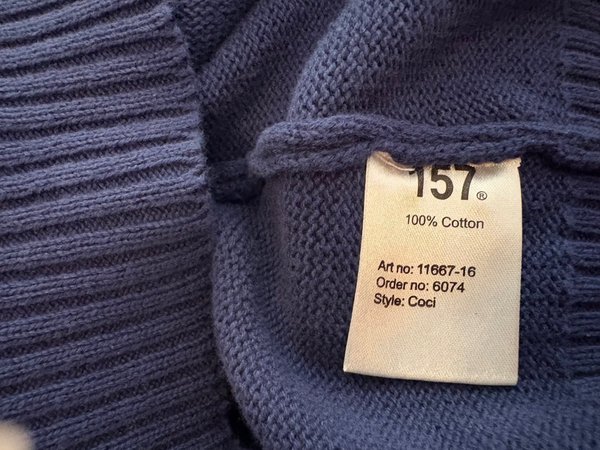 157®
100% Cotton
Art no: 11667-16
Order no: 6074
Style: Coci